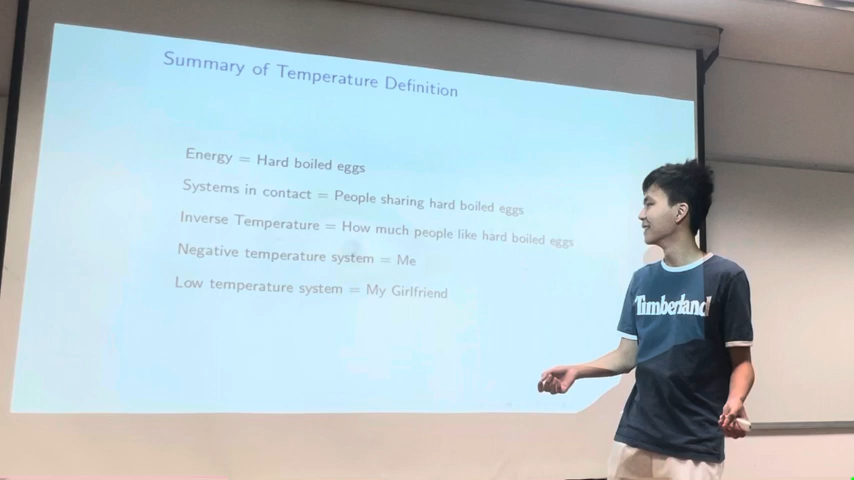 Summary of Temperature Definition
Energy = Hard boiled eggs
Systems in contact = People sharing hard boiled eggs
Inverse Temperature = How much people like hard boiled eggs
Negative temperature system = Me
Low temperature system = My Girlfriend
Timberland